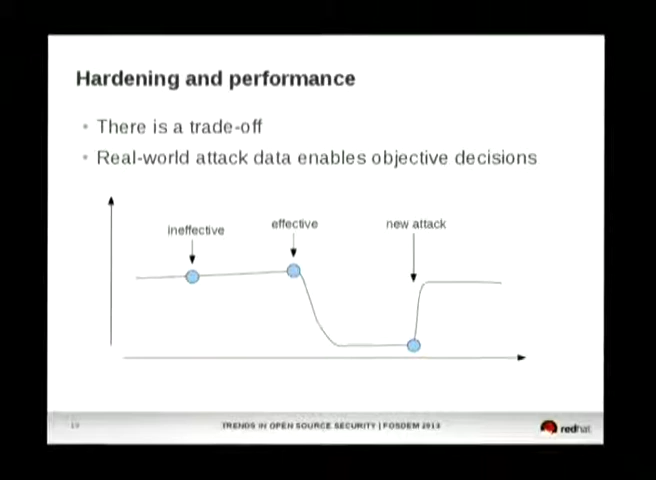 Hardening and performance
• There is a trade-off
• Real-world attack data enables objective decisions
ineffective
effective
new attack
19
TRENDS IN OPEN SOURCE SECURITY | FOSDEM 2013
redhat